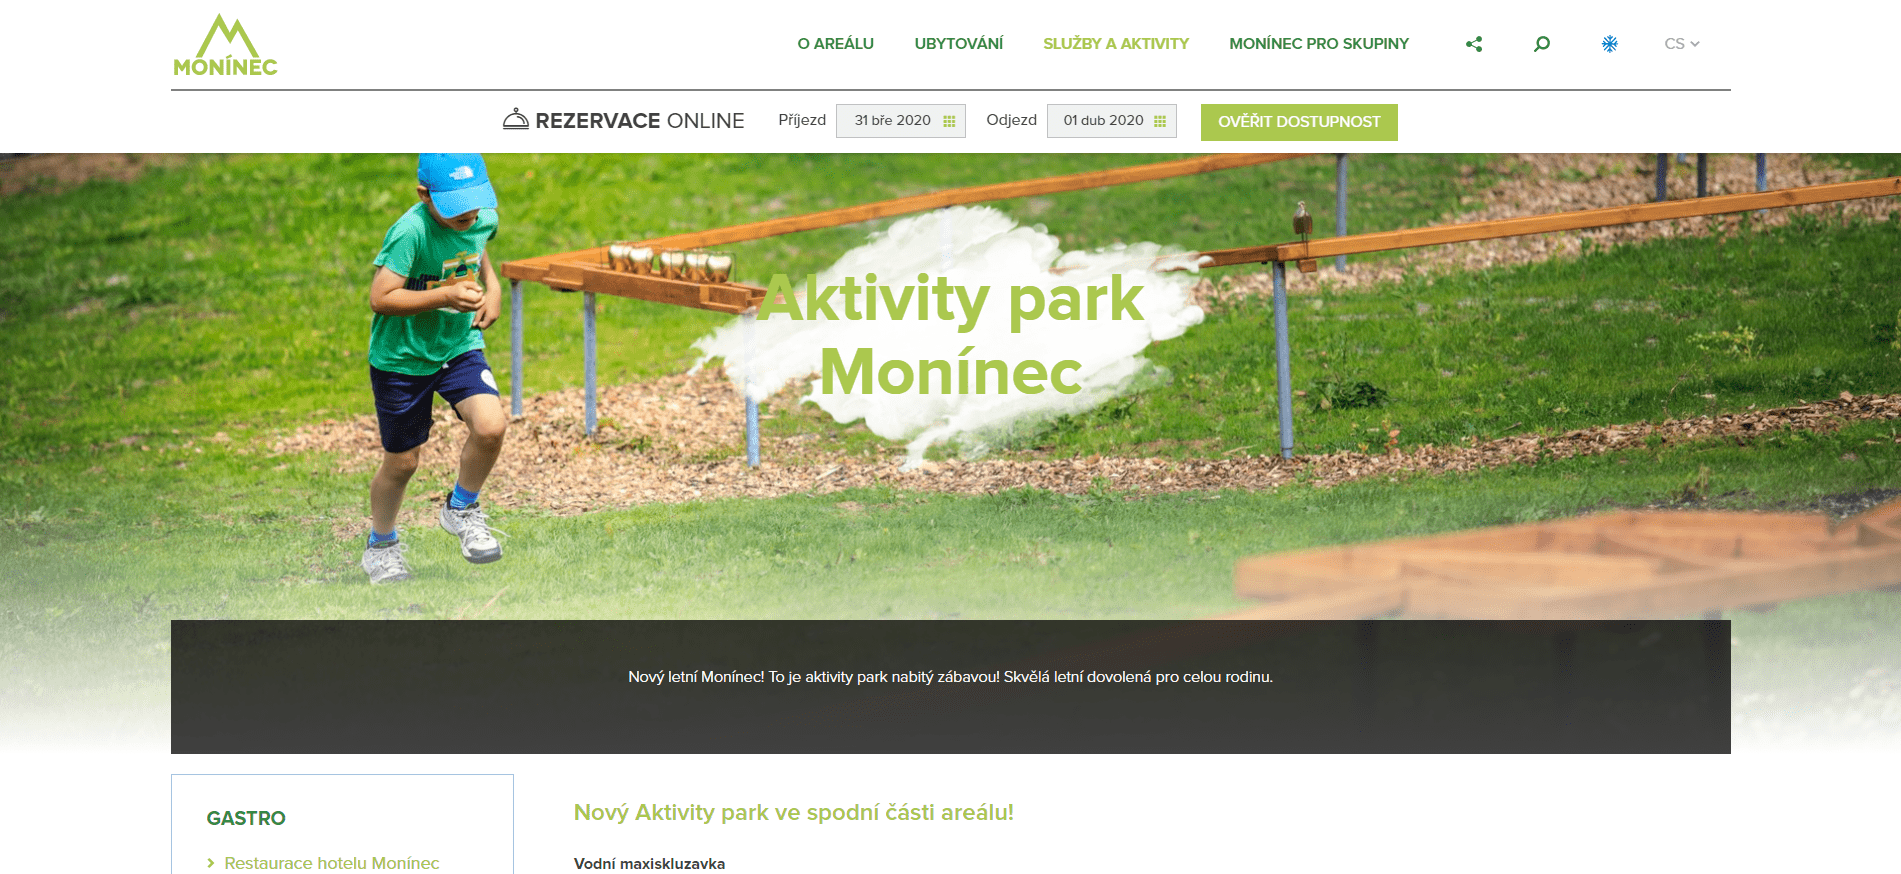 MONÍNEC
O AREÁLU UBYTOVÁNÍ SLUŽBY A AKTIVITY MONÍNEC PRO SKUPINY CS
REZERVACE ONLINE Příjezd 31 bře 2020 Odjezd 01 dub 2020 OVĚŘIT DOSTUPNOST
Aktivity park
Monínec
Nový letní Monínec! To je aktivity park nabitý zábavou! Skvělá letní dovolená pro celou rodinu.
GASTRO
Restaurace hotelu Monínec
Nový Aktivity park ve spodní části areálu!
Vodní maxiskluzavka